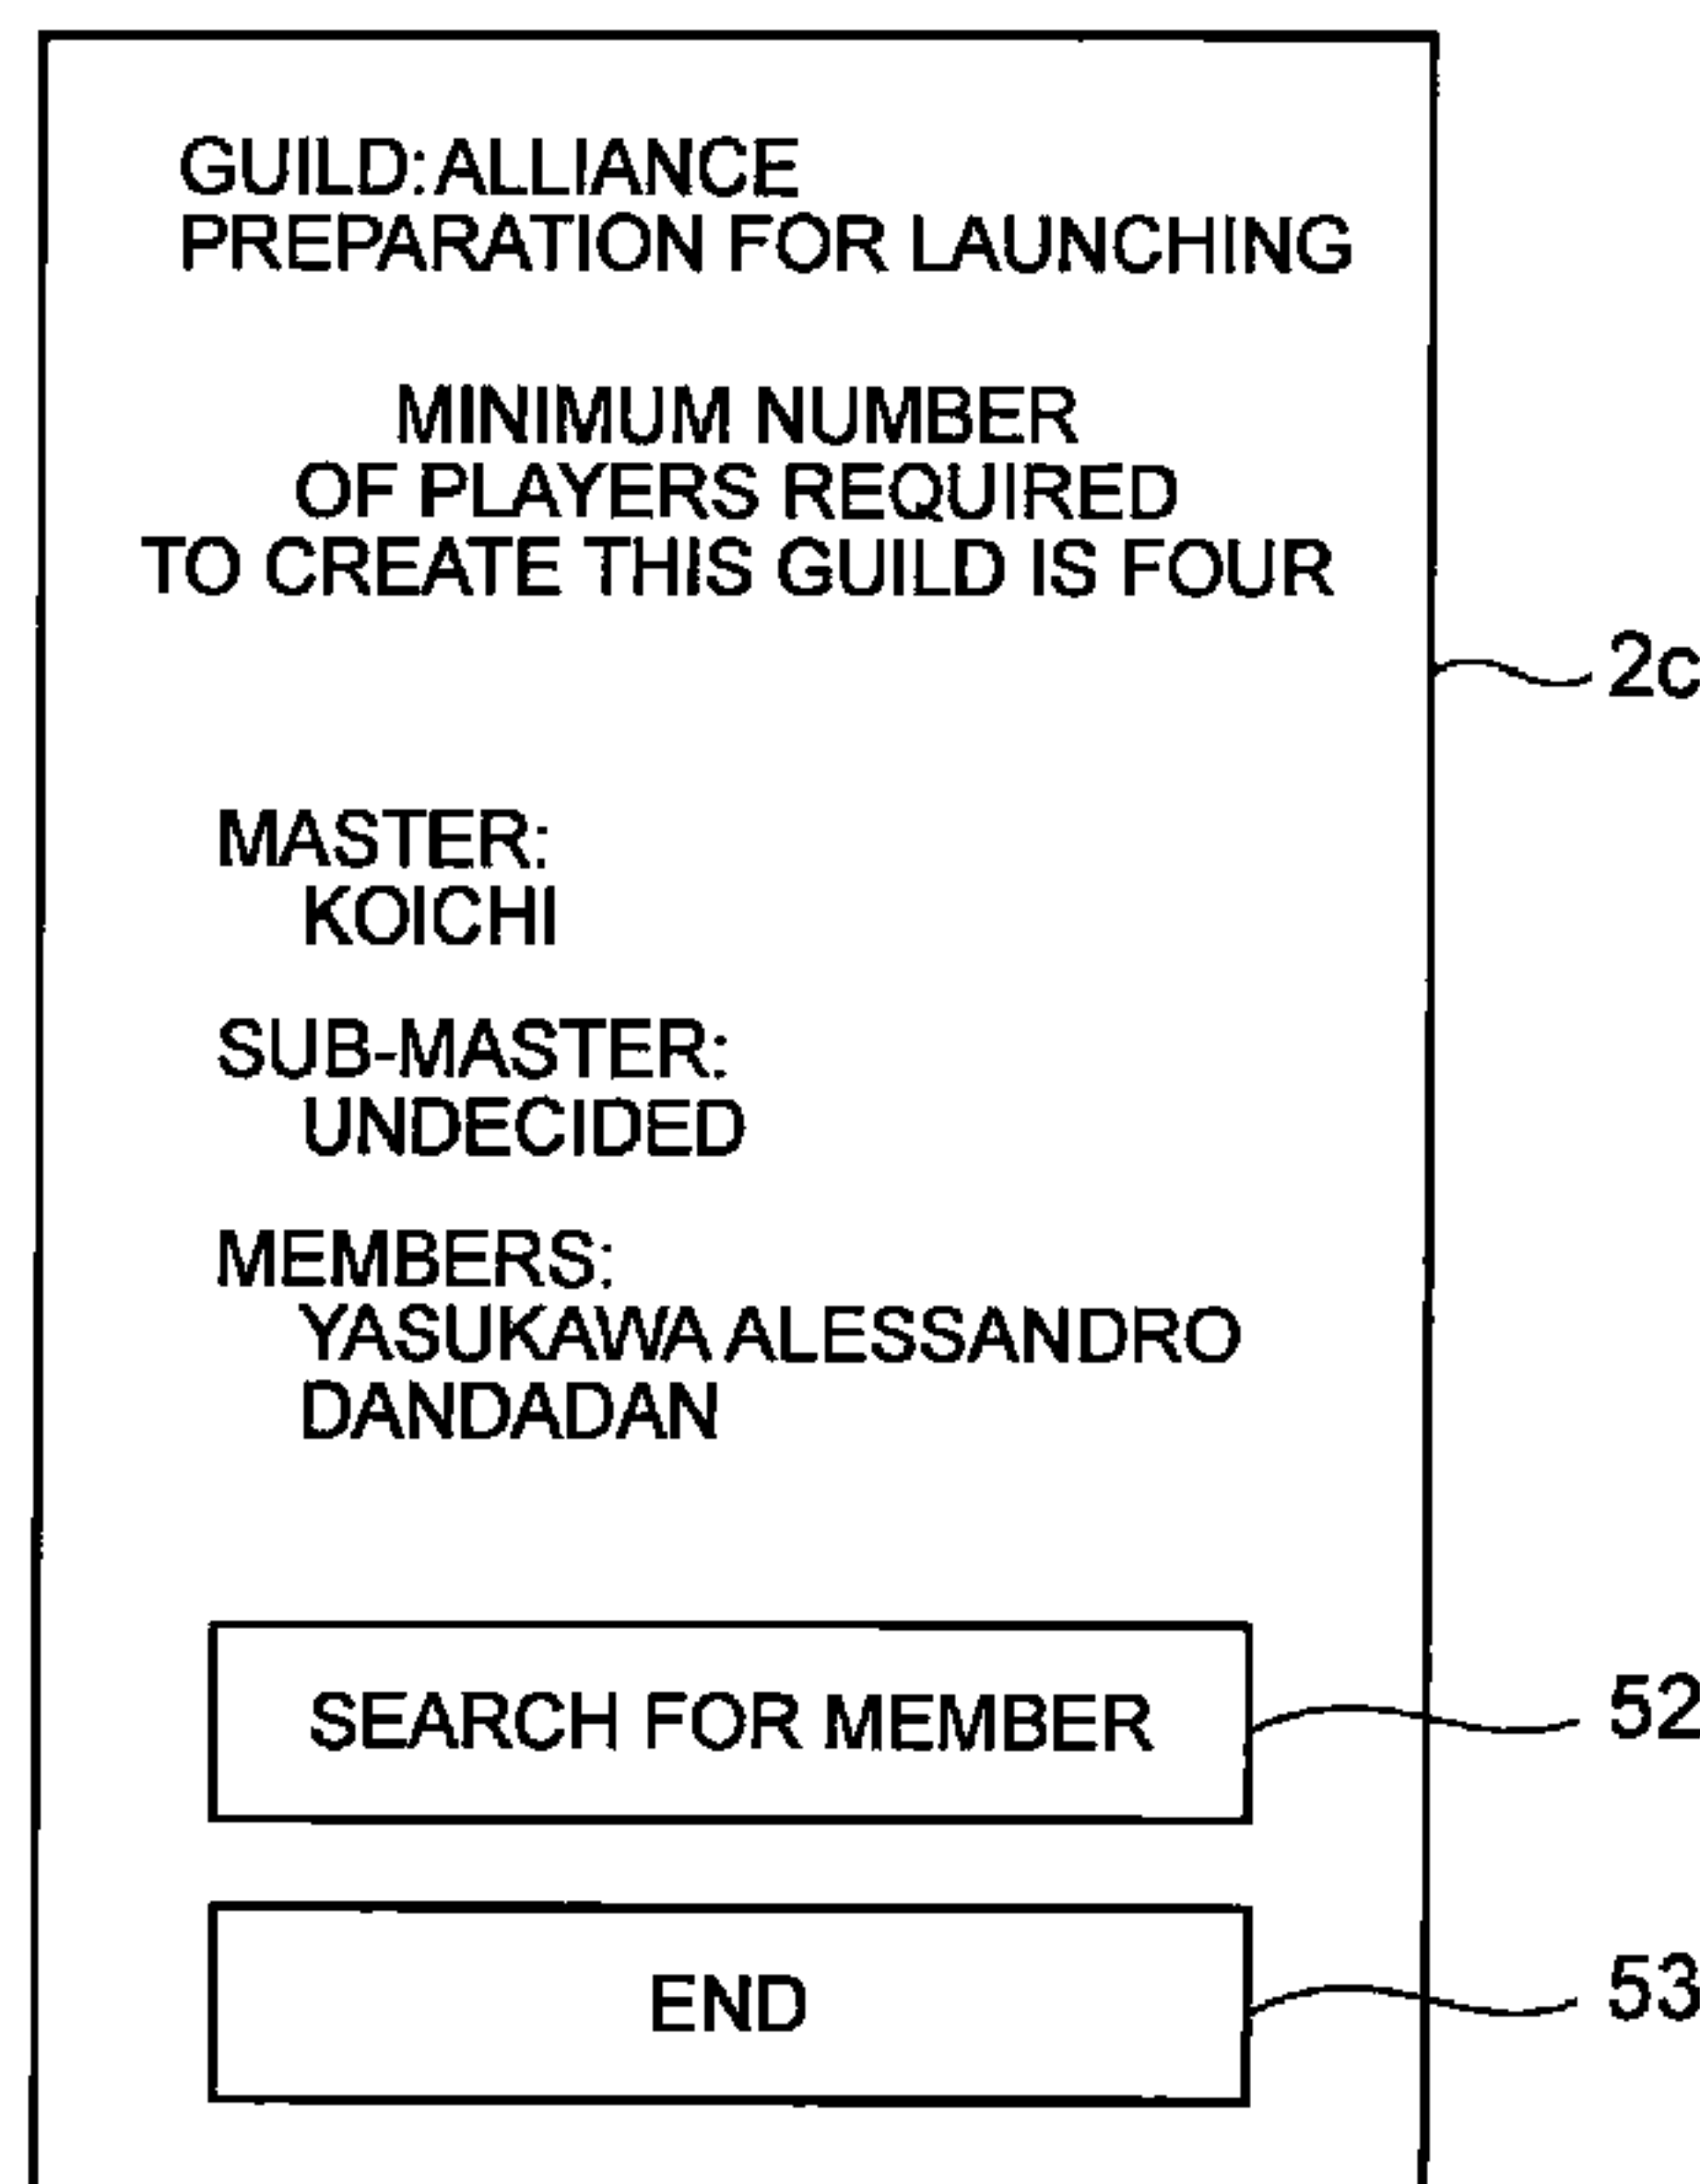 GUILD:ALLIANCE
PREPARATION FOR LAUNCHING
MINIMUM NUMBER
OF PLAYERS REQUIRED
TO CREATE THIS GUILD IS FOUR
2c
MASTER:
KOICHI
SUB-MASTER:
UNDECIDED
MEMBERS:
YASUKAWA ALESSANDRO
DANDADAN
SEARCH FOR MEMBER
52
END
53